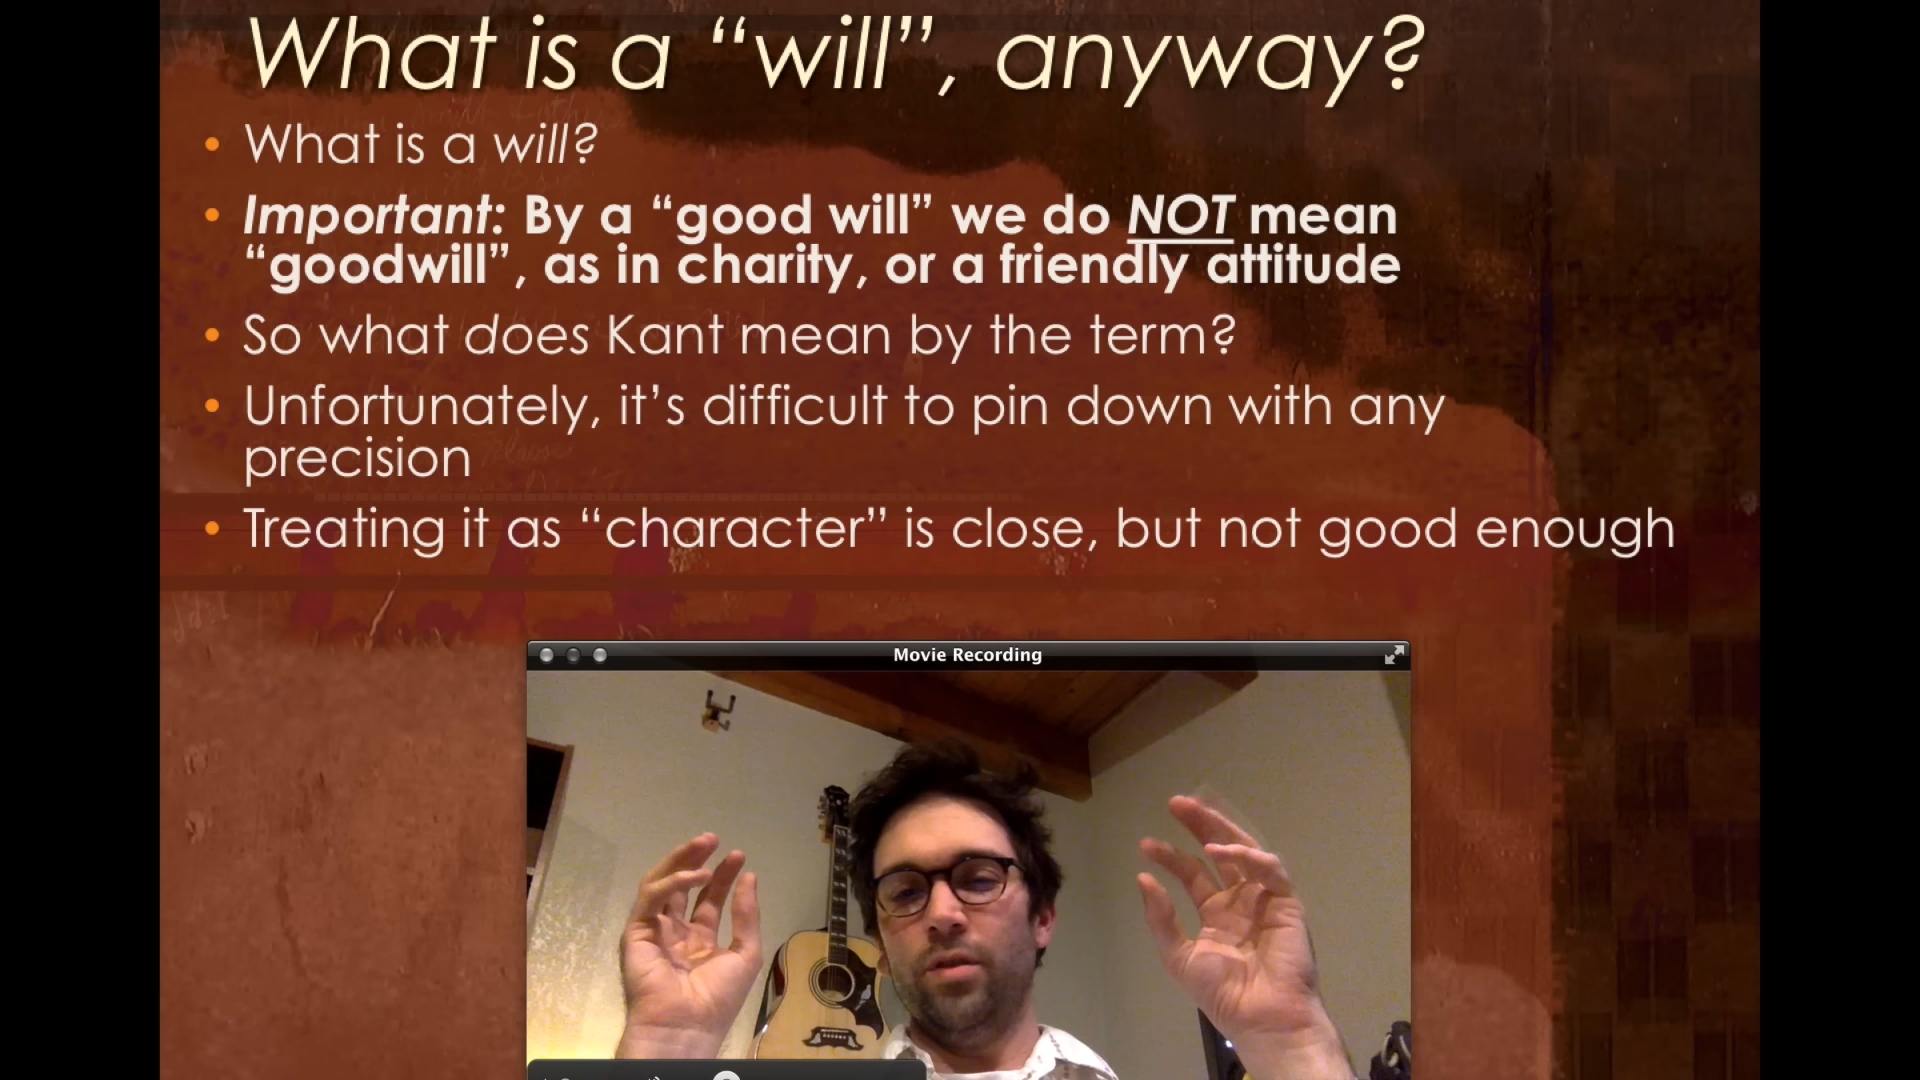 What is a “will”, anyway?
• What is a will?
• Important: By a “good will” we do NOT mean
“goodwill”, as in charity, or a friendly attitude
• So what does Kant mean by the term?
• Unfortunately, it’s difficult to pin down with any
precision
• Treating it as “character” is close, but not good enough
Movie Recording